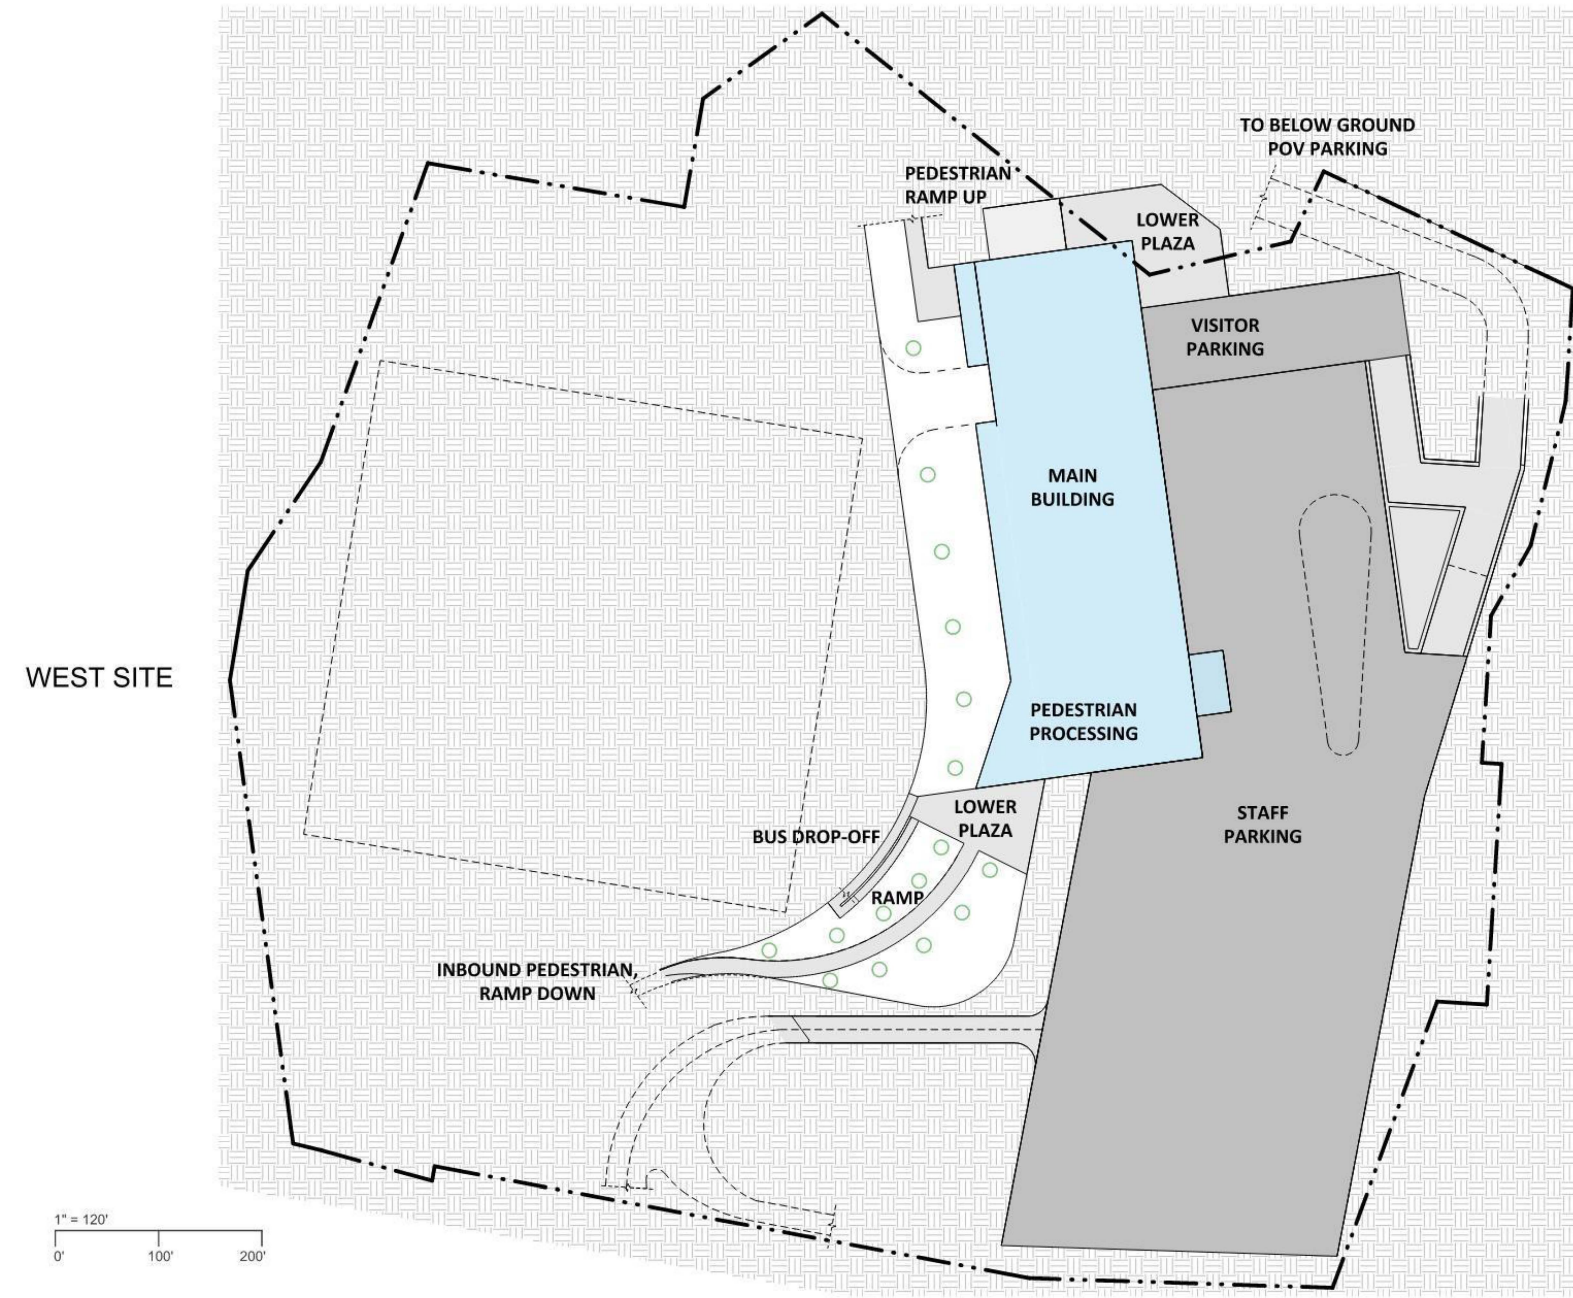 TO BELOW GROUND
POV PARKING
PEDESTRIAN
RAMP UP
LOWER
PLAZA
VISITOR
PARKING
MAIN
BUILDING
WEST SITE
PEDESTRIAN
PROCESSING
LOWER
PLAZA
STAFF
PARKING
BUS DROP-OFF
RAMP
INBOUND PEDESTRIAN,
RAMP DOWN
1" = 120'
0' 100' 200'